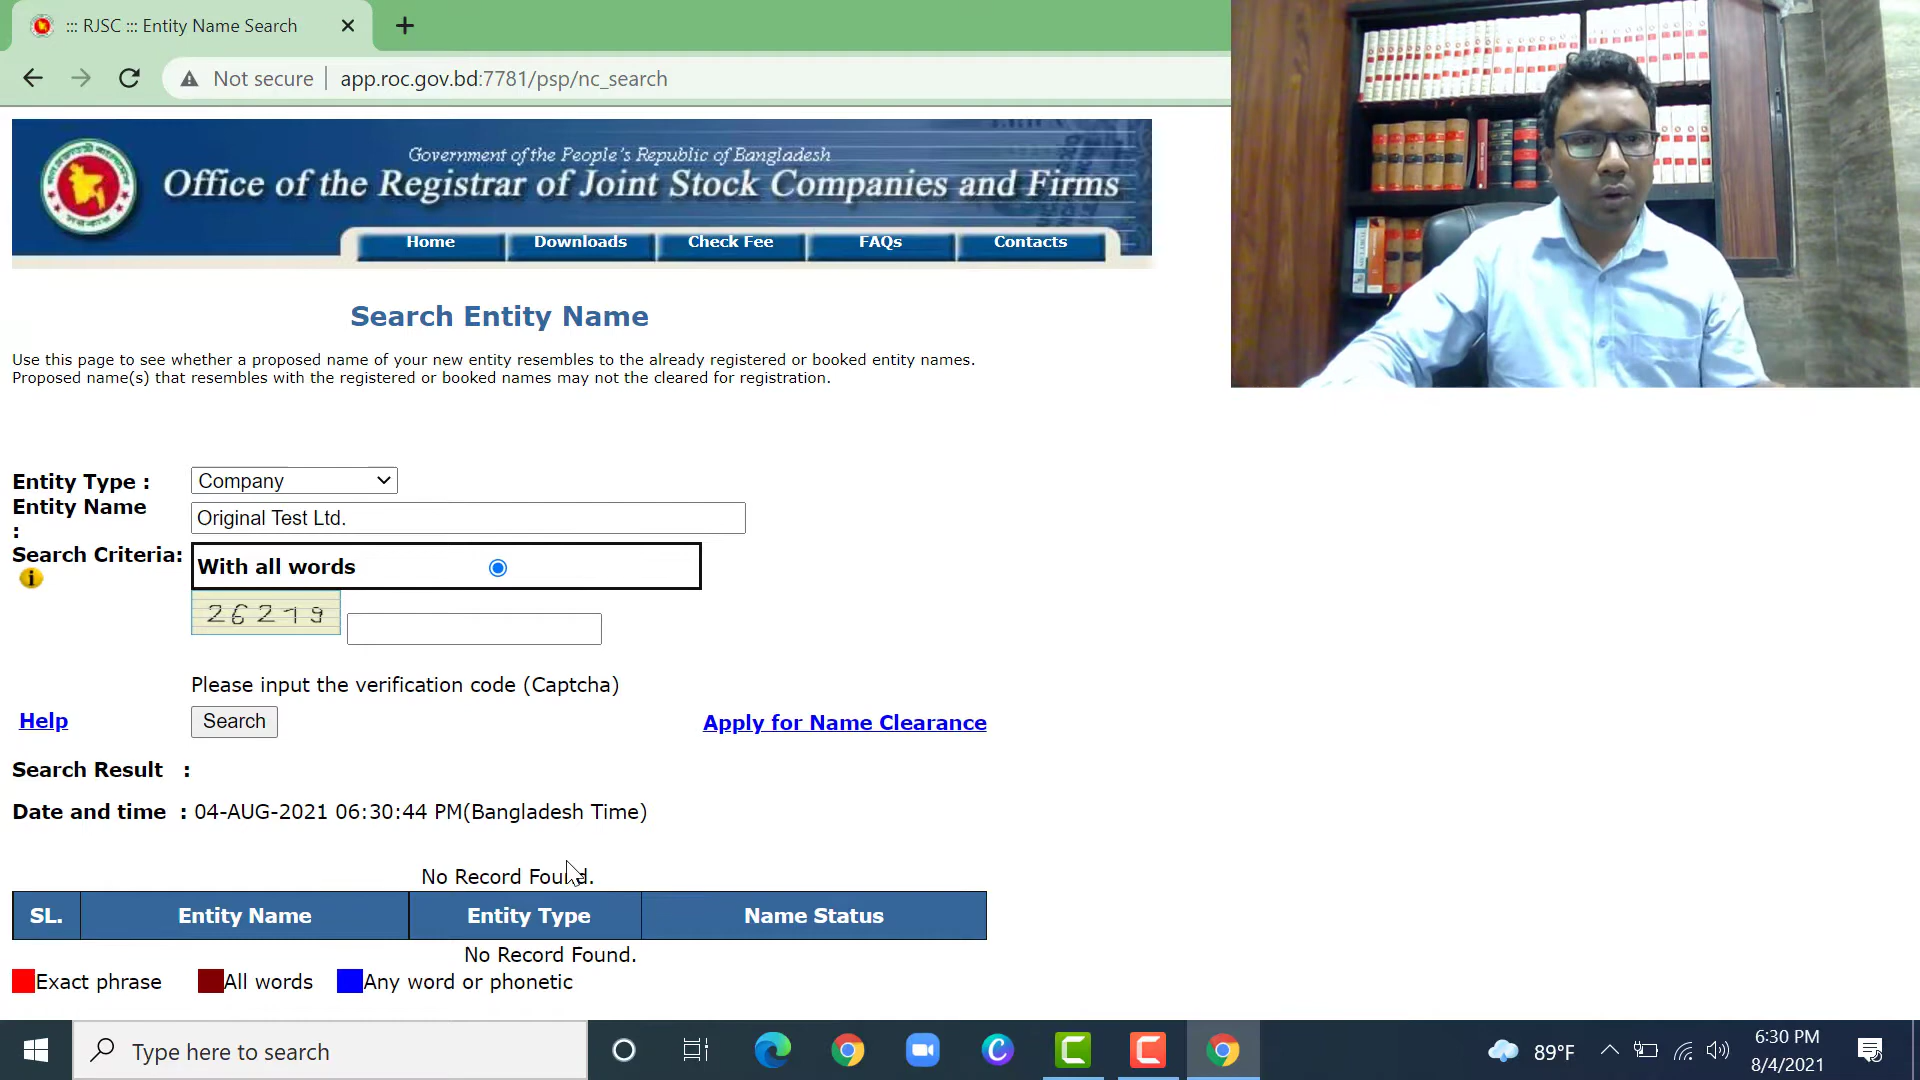 ::: RJSC ::: Entity Name Search
Not secure
app.roc.gov.bd:7781/psp/nc_search
Government of the People's Republic of Bangladesh
Office of the Registrar of Joint Stock Companies and Firms
Home
Downloads
Check Fee
FAQs
Contacts
Search Entity Name
Use this page to see whether a proposed name of your new entity resembles to the already registered or booked entity names.
Proposed name(s) that resembles with the registered or booked names may not the cleared for registration.
Entity Type :
Company
Entity Name
:
Original Test Ltd.
Search Criteria:
With all words
26219
Please input the verification code (Captcha)
Help
Search
Apply for Name Clearance
Search Result :
Date and time : 04-AUG-2021 06:30:44 PM(Bangladesh Time)
No Record Found.
SL.
Entity Name
Entity Type
Name Status
No Record Found.
Exact phrase
All words
Any word or phonetic
Type here to search
89°F
6:30 PM
8/4/2021